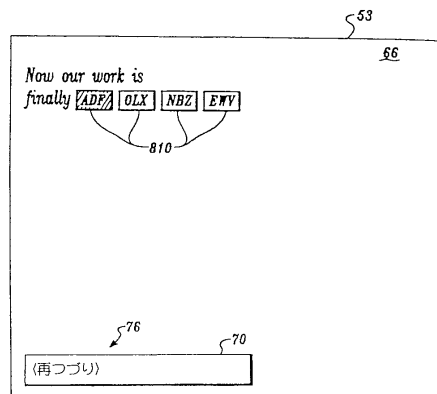 53
66
Now our work is
finally ADF OLX NBZ EWV
810
76
70
〈再つづり〉